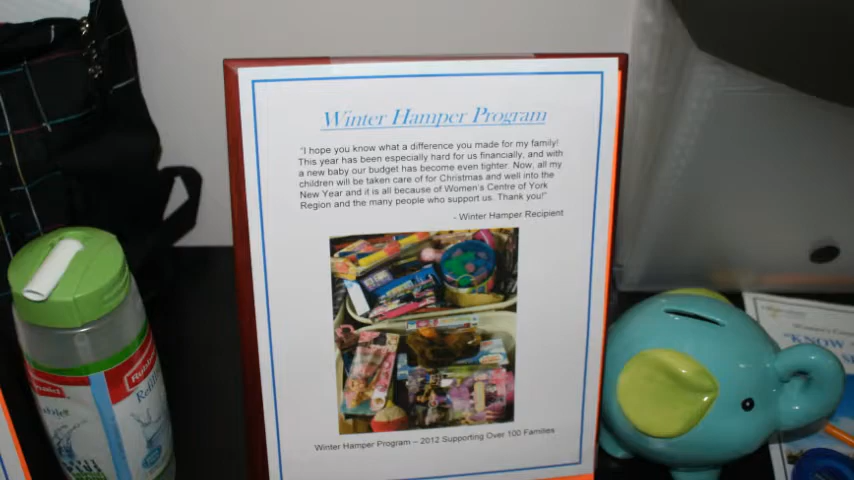 Winter Hamper Program
"I hope you know what a difference you made for my family!
This year has been especially hard for us financially, and with
a new baby our budget has become even tighter. Now, all my
children will be taken care of for Christmas and well into the
New Year and it is all because of Women's Centre of York
Region and the many people who support us. Thank you!"
- Winter Hamper Recipient
Winter Hamper Program – 2012 Supporting Over 100 Families